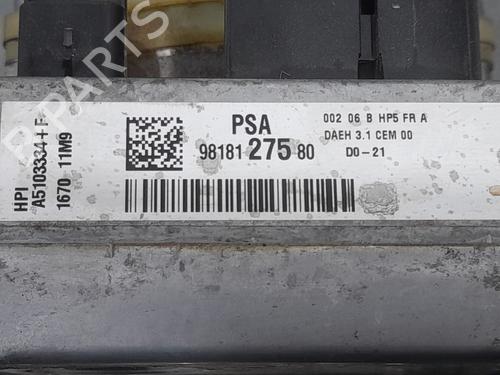 HPI
A5103334+F
1670 11M9
PSA
98181 275 80
002 06 B HP5 FR A
DAEH 3.1 CEM 00
D0-21
B-PARTS